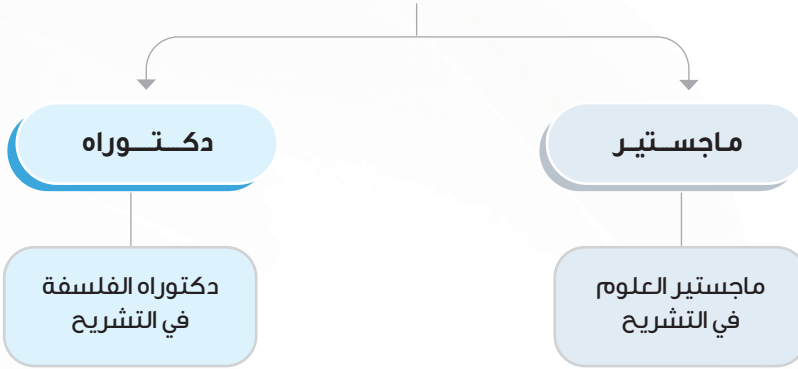 ماجستير
دكتوراه
ماجستير العلوم
في التشريح
دكتوراه الفلسفة
في التشريح